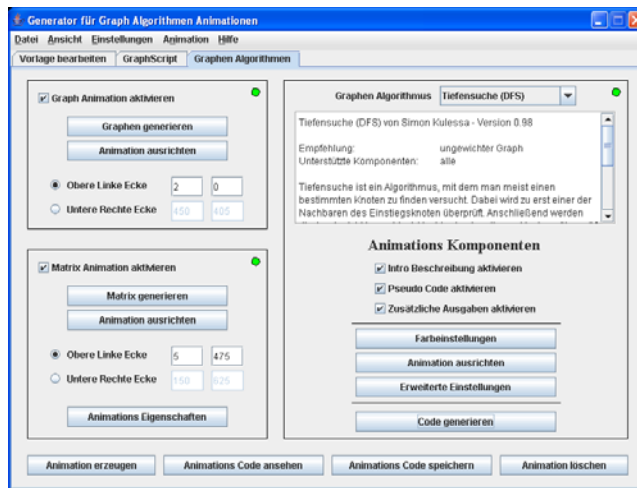 Generator für Graph Algorithmen Animationen
Datei Ansicht Einstellungen Animation Hilfe
Vorlage bearbeiten GraphScript Graphen Algorithmen
Graph Animation aktivieren
Graphen generieren
Animation ausrichten
Obere Linke Ecke 2 0
Untere Rechte Ecke 450 405
Matrix Animation aktivieren
Matrix generieren
Animation ausrichten
Obere Linke Ecke 5 475
Untere Rechte Ecke 150 625
Animations Eigenschaften
Graphen Algorithmus Tiefensuche (DFS)
Tiefensuche (DFS) von Simon Kulessa - Version 0.98
Empfehlung: ungewichter Graph
Unterstützte Komponenten: alle
Tiefensuche ist ein Algorithmus, mit dem man meist einen
bestimmten Knoten zu finden versucht. Dabei wird zu erst einer der
Nachbaren des Einstiegsknoten überprüft. Anschließend werden
Animations Komponenten
Intro Beschreibung aktivieren
Pseudo Code aktivieren
Zusätzliche Ausgaben aktivieren
Farbeinstellungen
Animation ausrichten
Erweiterte Einstellungen
Code generieren
Animation erzeugen Animations Code ansehen Animations Code speichern Animation löschen